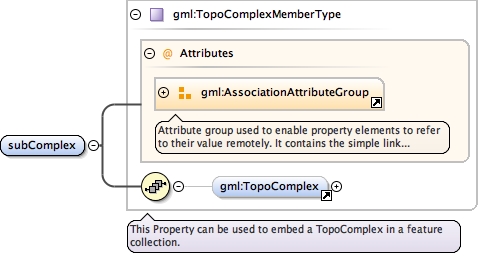 gml:TopoComplexMemberType
@ Attributes
gml:AssociationAttributeGroup
Attribute group used to enable property elements to refer
to their value remotely. It contains the simple link...
subComplex
gml:TopoComplex
This Property can be used to embed a TopoComplex in a feature
collection.